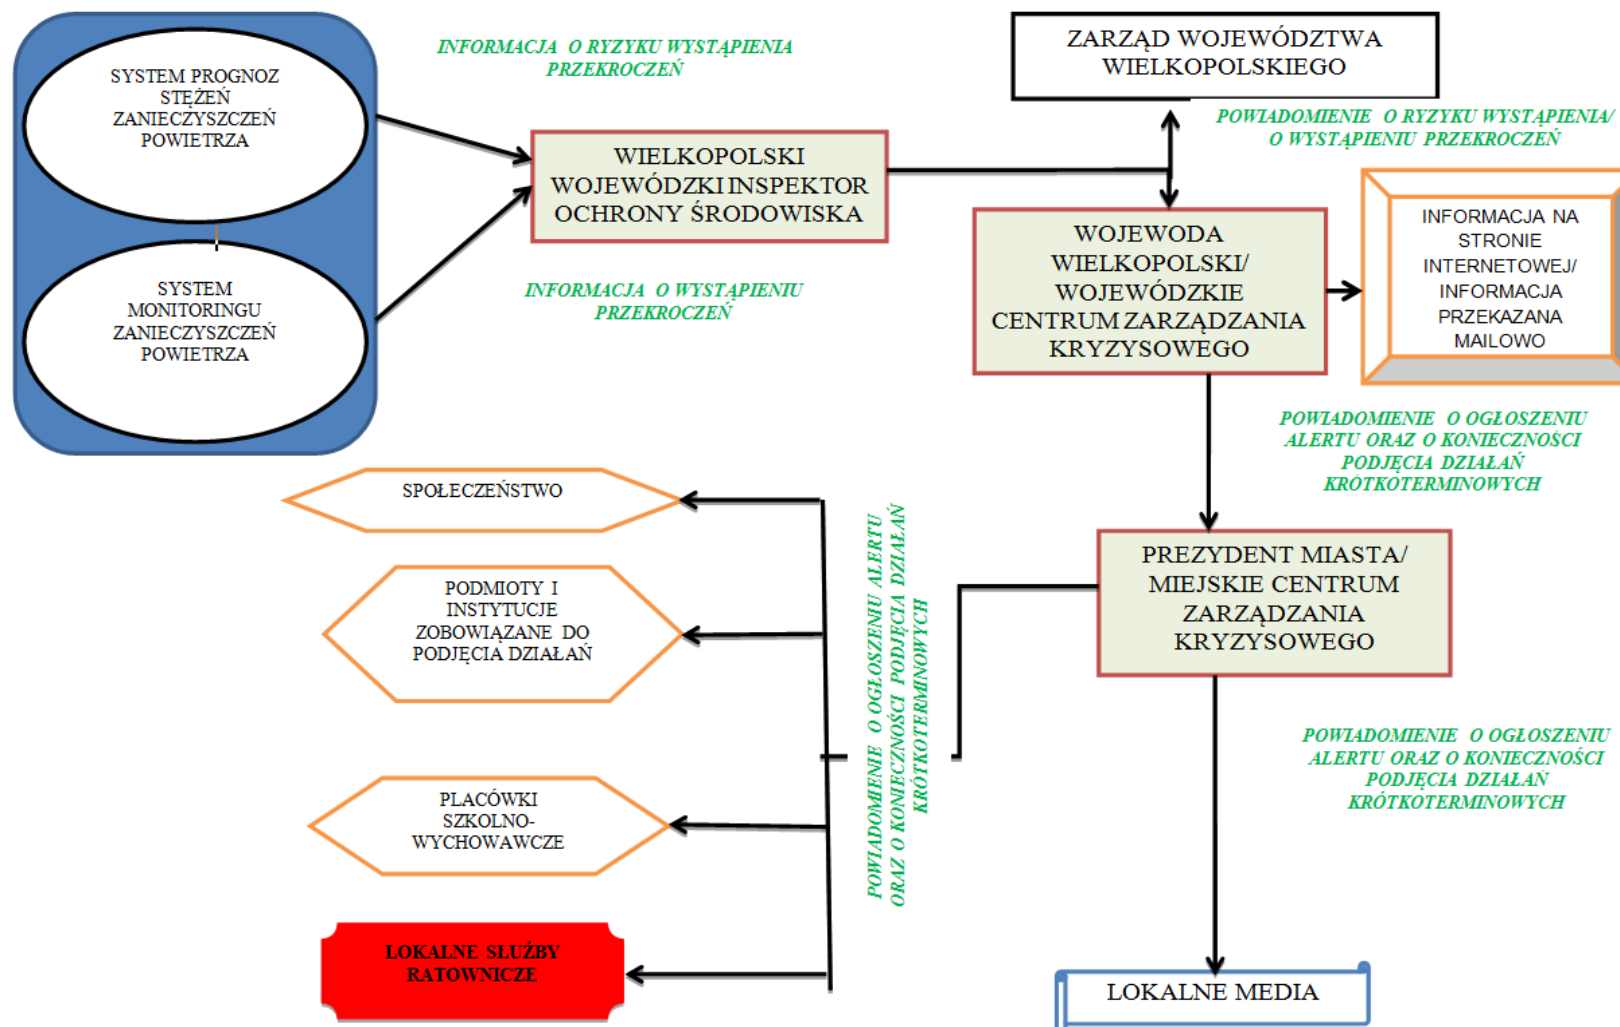 SYSTEM PROGNOZ
STĘŻEŃ
ZANIECZYSZCZEŃ
POWIETRZA
SYSTEM
MONITORINGU
ZANIECZYSZCZEŃ
POWIETRZA
INFORMACJA O RYZYKU WYSTĄPIENIA
PRZEKROCZEŃ
WIELKOPOLSKI
WOJEWÓDZKI INSPEKTOR
OCHRONY ŚRODOWISKA
INFORMACJA O WYSTĄPIENIU
PRZEKROCZEŃ
ZARZĄD WOJEWÓDZTWA
WIELKOPOLSKIEGO
POWIADOMIENIE O RYZYKU WYSTĄPIENIA/
O WYSTĄPIENIU PRZEKROCZEŃ
WOJEWODA
WIELKOPOLSKI/
WOJEWÓDZKIE
CENTRUM ZARZĄDZANIA
KRYZYSOWEGO
INFORMACJA NA
STRONIE
INTERNETOWEJ/
INFORMACJA
PRZEKAZANA
MAILOWO
POWIADOMIENIE O OGŁOSZENIU
ALERTU ORAZ O KONIECZNOŚCI
PODJĘCIA DZIAŁAŃ
KRÓTKOTERMINOWYCH
PREZYDENT MIASTA/
MIEJSKIE CENTRUM
ZARZĄDZANIA
KRYZYSOWEGO
POWIADOMIENIE O OGŁOSZENIU ALERTU
ORAZ O KONIECZNOŚCI PODJĘCIA DZIAŁAŃ
KRÓTKOTERMINOWYCH
SPOŁECZEŃSTWO
PODMIOTY I
INSTYTUCJE
ZOBOWIĄZANE DO
PODJĘCIA DZIAŁAŃ
PLACÓWKI
SZKOLNO-
WYCHOWAWCZE
LOKALNE SŁUŻBY
RATOWNICZE
POWIADOMIENIE O OGŁOSZENIU
ALERTU ORAZ O KONIECZNOŚCI
PODJĘCIA DZIAŁAŃ
KRÓTKOTERMINOWYCH
LOKALNE MEDIA